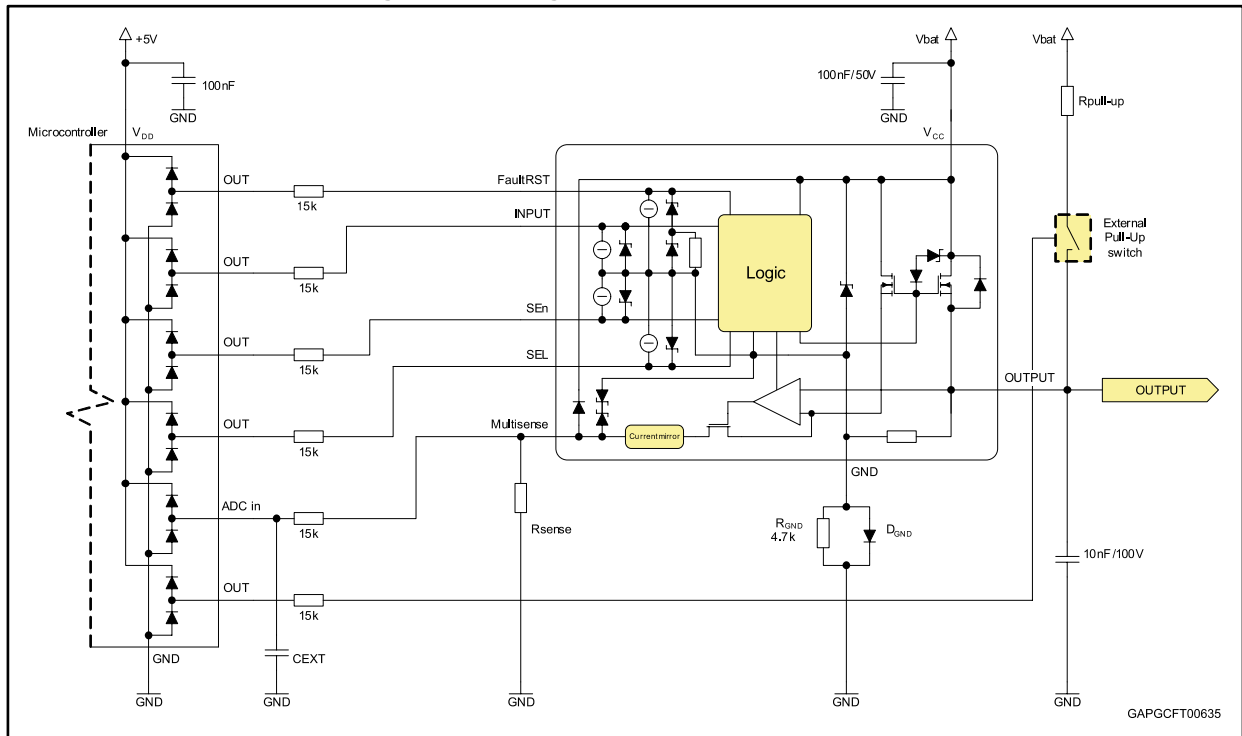 +5V
Vbat
Vbat
100nF
100nF/50V
GND
GND
Rpull-up
Microcontroller
VDD
VCC
OUT
15k
FaultRST
INPUT
OUT
15k
Logic
External
Pull-Up
switch
SEn
OUT
15k
SEL
OUTPUT
OUTPUT
OUT
15k
Multisense
Currentmirror
GND
ADC in
15k
Rsense
RGND
4.7k
DGND
10nF/100V
OUT
15k
GND
CEXT
GND
GND
GND
GND
GND
GAPGCFT00635